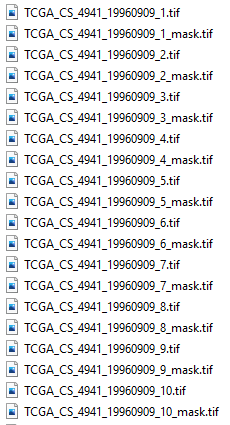 TCGA_CS_4941_19960909_1.tif
TCGA_CS_4941_19960909_1_mask.tif
TCGA_CS_4941_19960909_2.tif
TCGA_CS_4941_19960909_2_mask.tif
TCGA_CS_4941_19960909_3.tif
TCGA_CS_4941_19960909_3_mask.tif
TCGA_CS_4941_19960909_4.tif
TCGA_CS_4941_19960909_4_mask.tif
TCGA_CS_4941_19960909_5.tif
TCGA_CS_4941_19960909_5_mask.tif
TCGA_CS_4941_19960909_6.tif
TCGA_CS_4941_19960909_6_mask.tif
TCGA_CS_4941_19960909_7.tif
TCGA_CS_4941_19960909_7_mask.tif
TCGA_CS_4941_19960909_8.tif
TCGA_CS_4941_19960909_8_mask.tif
TCGA_CS_4941_19960909_9.tif
TCGA_CS_4941_19960909_9_mask.tif
TCGA_CS_4941_19960909_10.tif
TCGA_CS_4941_19960909_10_mask.tif